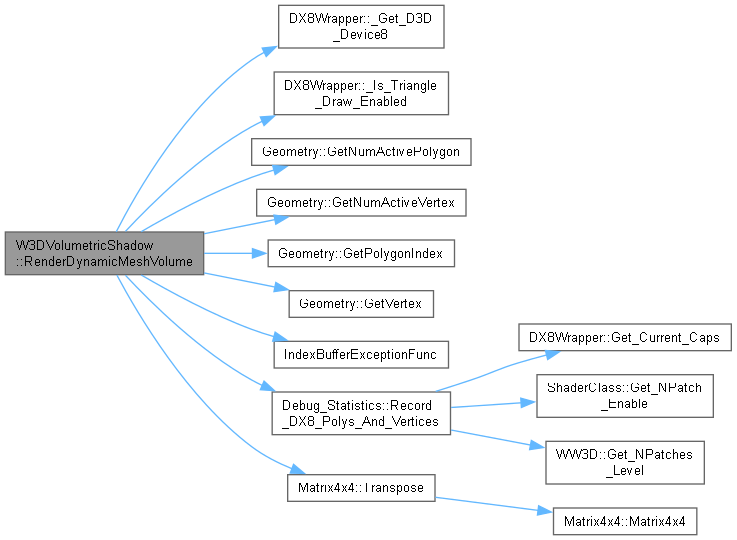 DX8Wrapper::_Get_D3D
_Device8
DX8Wrapper::_Is_Triangle
_Draw_Enabled
Geometry::GetNumActivePolygon
Geometry::GetNumActiveVertex
W3DVolumetricShadow
::RenderDynamicMeshVolume
Geometry::GetPolygonIndex
Geometry::GetVertex
IndexBufferExceptionFunc
Debug_Statistics::Record
_DX8_Polys_And_Vertices
Matrix4x4::Transpose
DX8Wrapper::Get_Current_Caps
ShaderClass::Get_NPatch
_Enable
WW3D::Get_NPatches
_Level
Matrix4x4::Matrix4x4